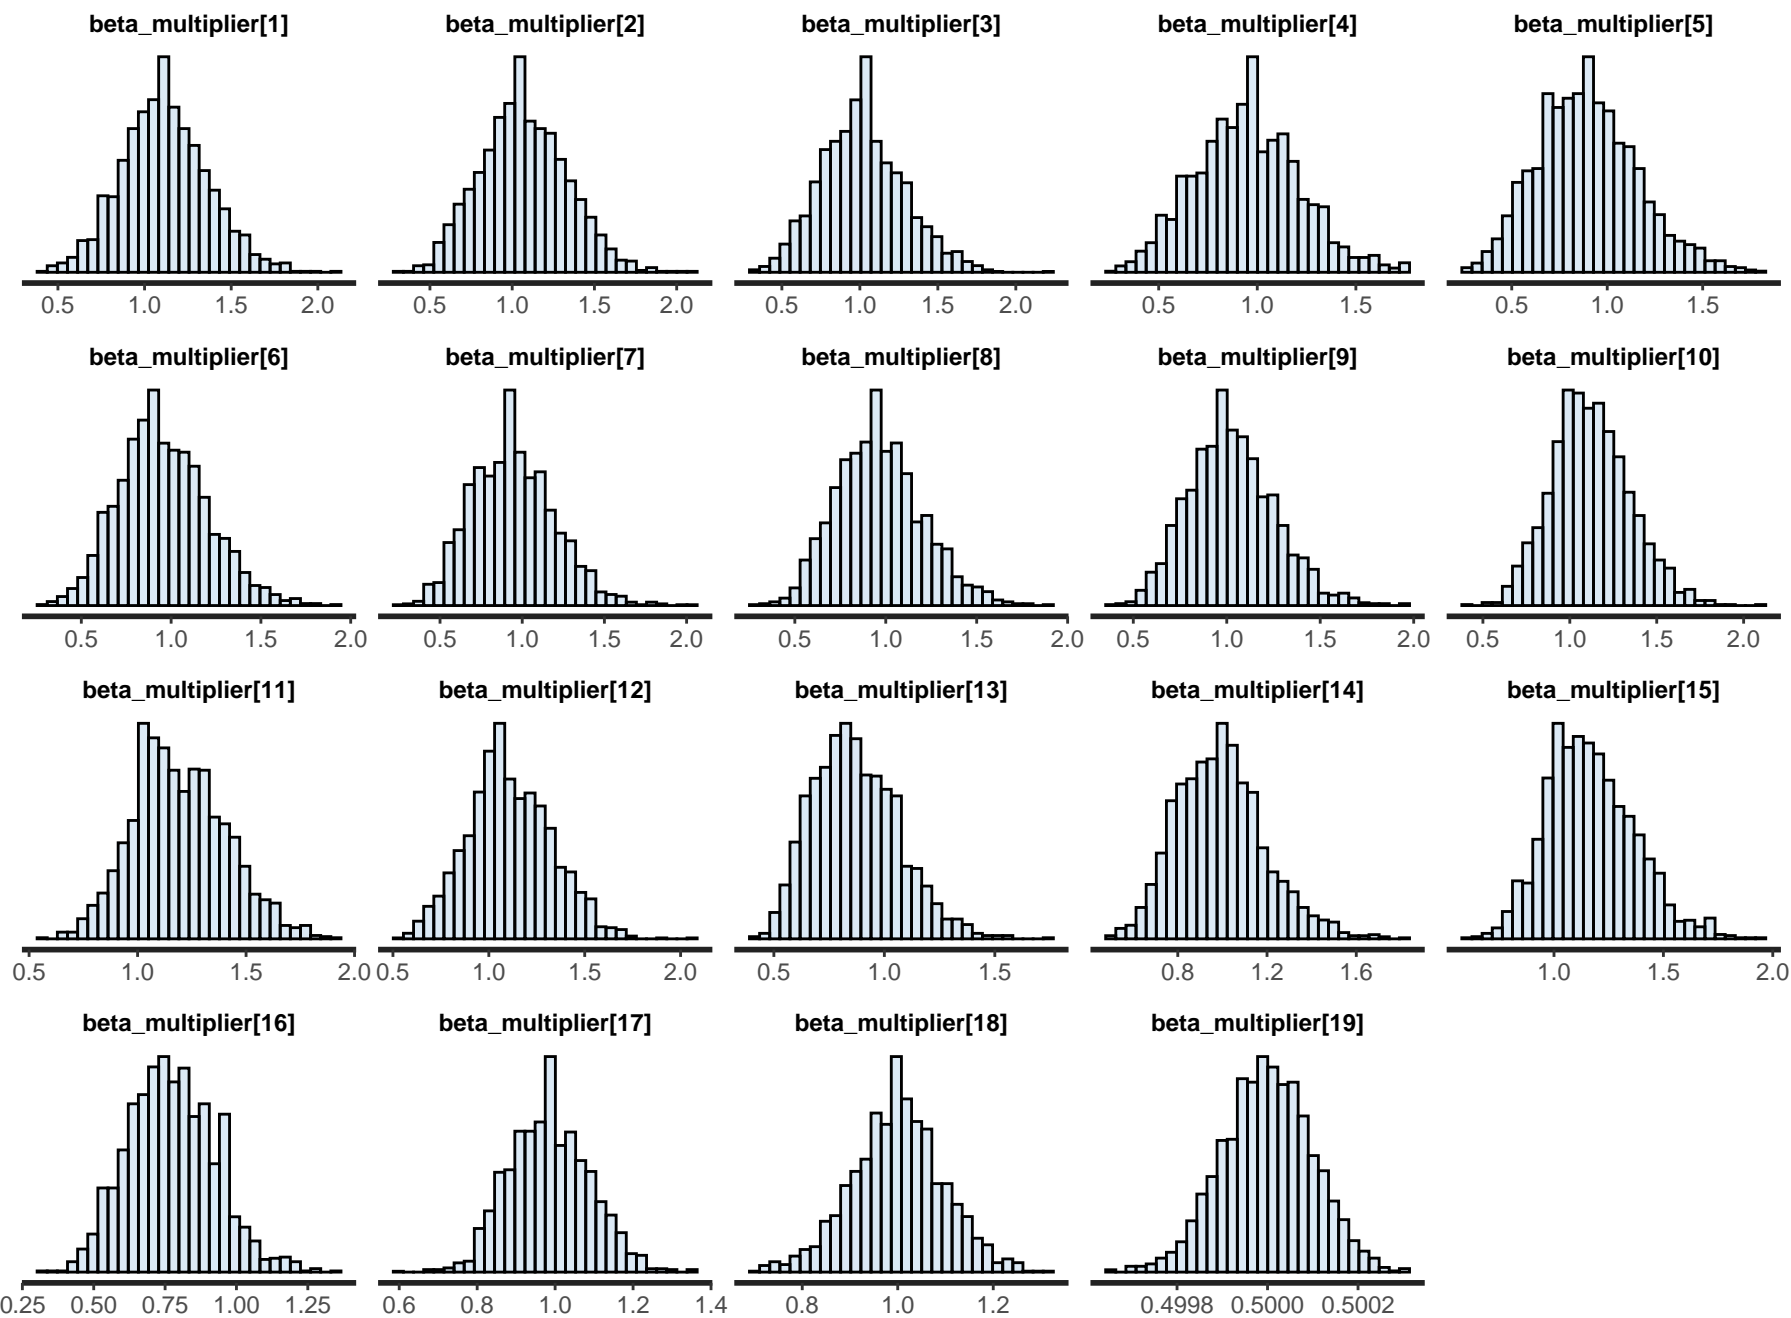 beta_multiplier[1] beta_multiplier[2] beta_multiplier[3] beta_multiplier[4] beta_multiplier[5]
0.5 1.0 1.5 2.0 0.5 1.0 1.5 2.0 0.5 1.0 1.5 2.0 0.5 1.0 1.5 0.5 1.0 1.5
beta_multiplier[6] beta_multiplier[7] beta_multiplier[8] beta_multiplier[9] beta_multiplier[10]
0.5 1.0 1.5 2.0 0.5 1.0 1.5 2.0 0.5 1.0 1.5 2.0 0.5 1.0 1.5 2.0 0.5 1.0 1.5 2.0
beta_multiplier[11] beta_multiplier[12] beta_multiplier[13] beta_multiplier[14] beta_multiplier[15]
0.5 1.0 1.5 2.0 0.5 1.0 1.5 2.0 0.5 1.0 1.5 0.8 1.2 1.6 1.0 1.5 2.0
beta_multiplier[16] beta_multiplier[17] beta_multiplier[18] beta_multiplier[19]
0.25 0.50 0.75 1.00 1.25 0.6 0.8 1.0 1.2 1.4 0.8 1.0 1.2 0.4998 0.5000 0.5002